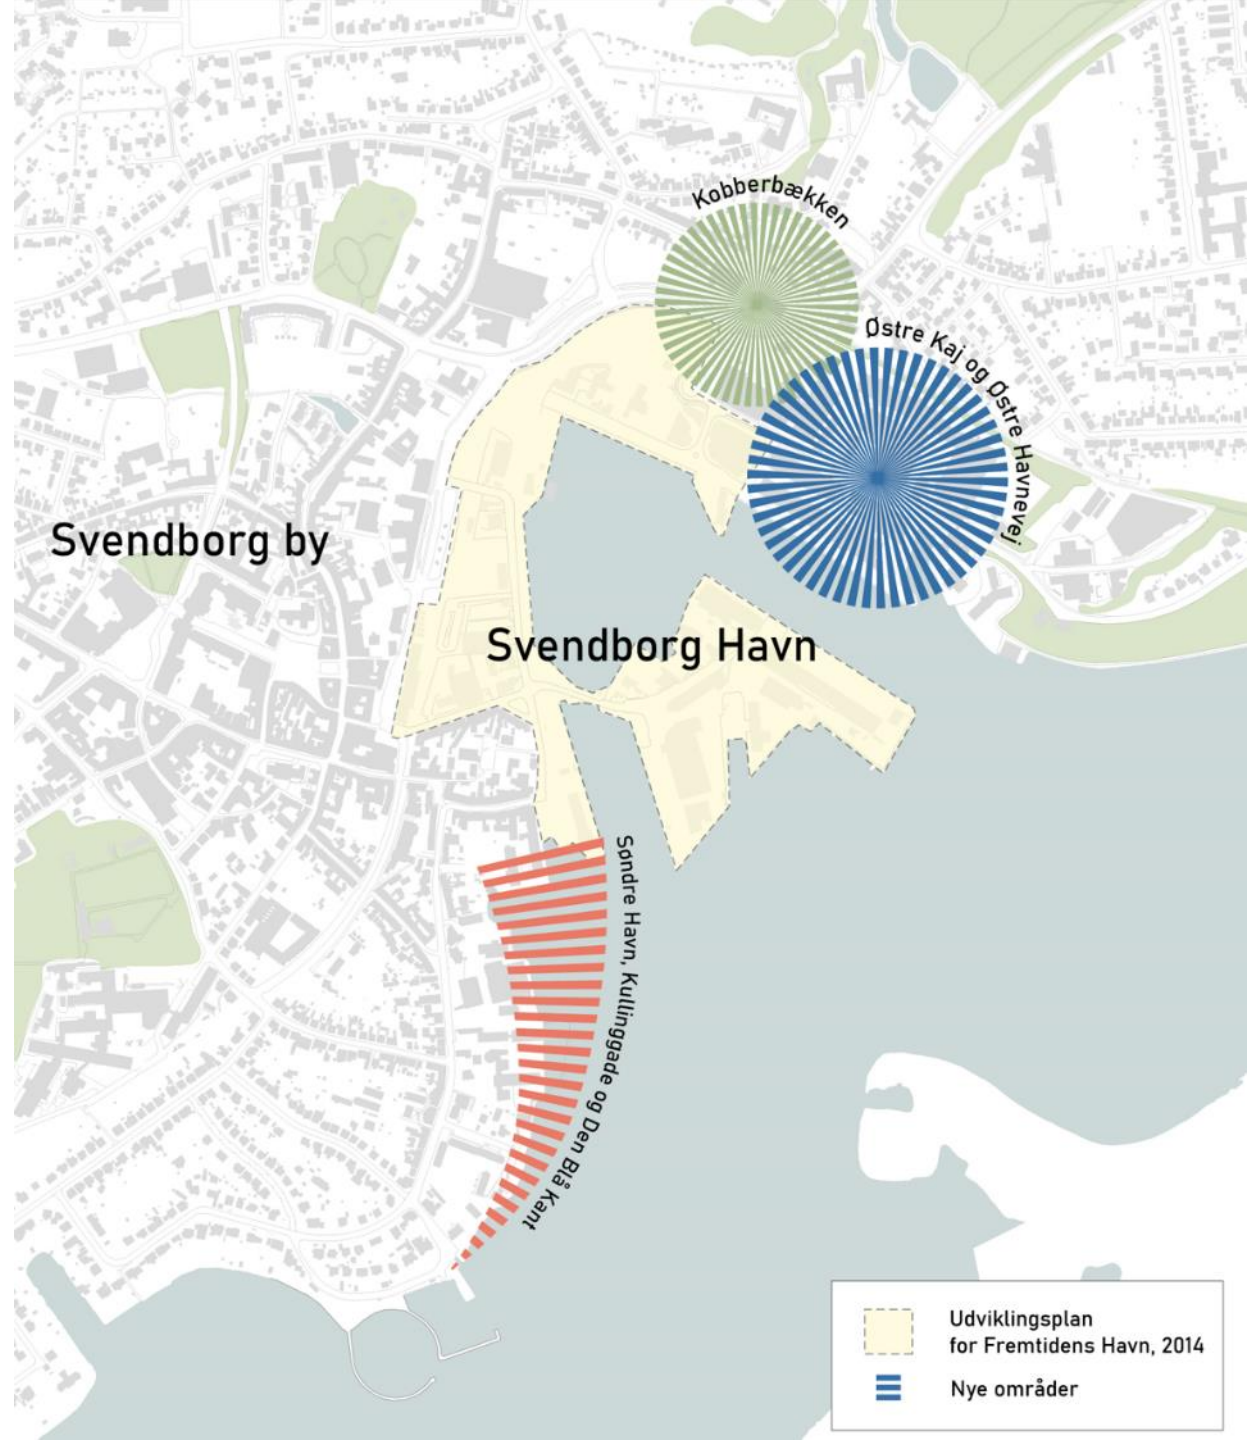 Kobberbækken
Østre Kaj og Østre Havnevej
Svendborg by
Svendborg Havn
Søndre Havn, Kullinggade og Den Blå Kant
Udviklingsplan
for Fremtidens Havn, 2014
Nye områder